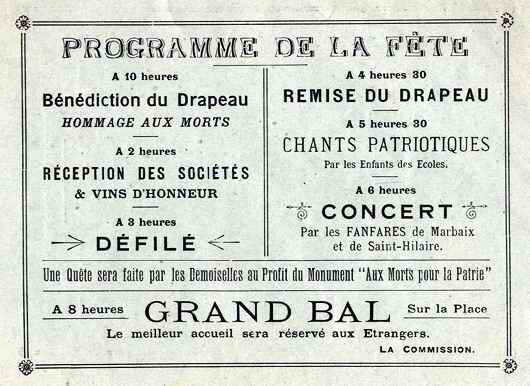 PROGRAMME DE LA FÊTE
A 10 heures
Bénédiction du Drapeau
HOMMAGE AUX MORTS
A 2 heures
RÉCEPTION DES SOCIÉTÉS
& VINS D'HONNEUR
A 3 heures
DÉFILÉ
A 4 heures 30
REMISE DU DRAPEAU
A 5 heures 30
CHANTS PATRIOTIQUES
Par les Enfants des Ecoles.
A 6 heures
CONCERT
Par les FANFARES de Marbaix
et de Saint-Hilaire.
Une Quête sera faite par les Demoiselles au Profit du Monument "Aux Morts pour la Patrie"
A 8 heures GRAND BAL Sur la Place
Le meilleur accueil sera réservé aux Etrangers.
LA COMMISSION.